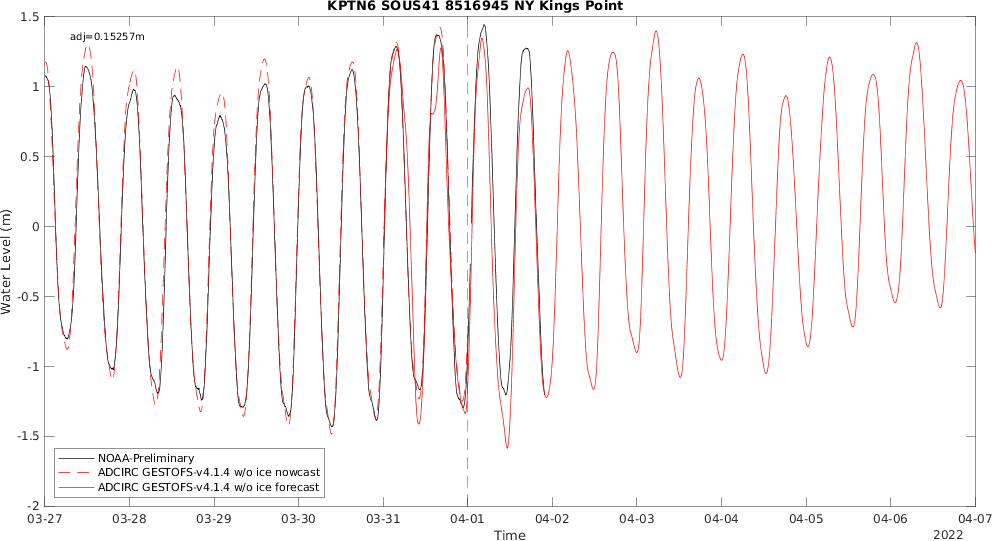 KPTN6 SOUS41 8516945 NY Kings Point
adj=0.15257m
1.5
1
0.5
0
-0.5
-1
-1.5
-2
Water Level (m)
NOAA-Preliminary
ADCIRC GESTOFS-v4.1.4 w/o ice nowcast
ADCIRC GESTOFS-v4.1.4 w/o ice forecast
03-27 03-28 03-29 03-30 03-31 04-01 04-02 04-03 04-04 04-05 04-06 04-07
Time
2022